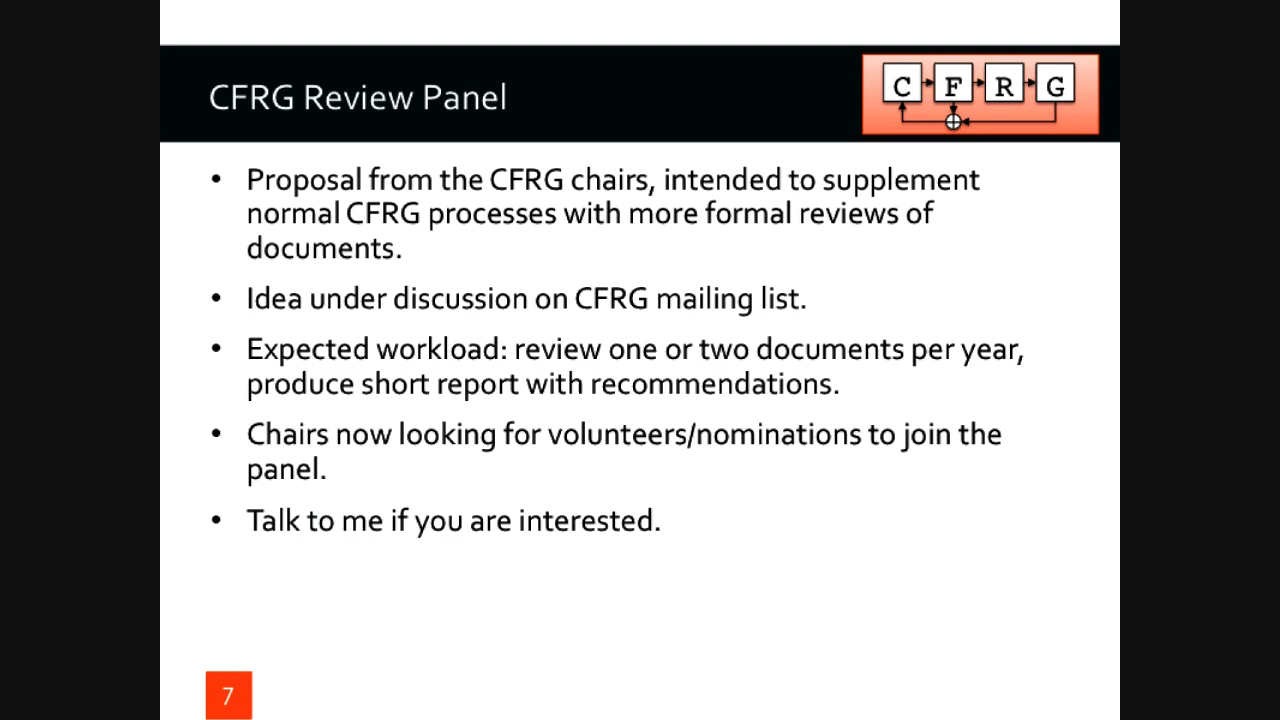 CFRG Review Panel
C F R G
• Proposal from the CFRG chairs, intended to supplement
normal CFRG processes with more formal reviews of
documents.
• Idea under discussion on CFRG mailing list.
• Expected workload: review one or two documents per year,
produce short report with recommendations.
• Chairs now looking for volunteers/nominations to join the
panel.
• Talk to me if you are interested.
7